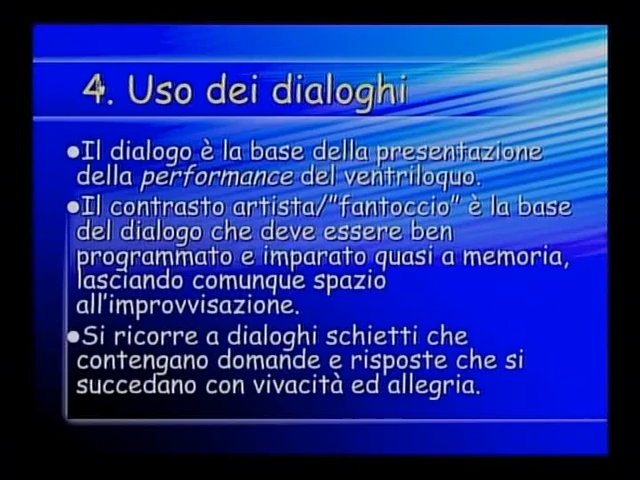 4. Uso dei dialoghi
●Il dialogo è la base della presentazione
della performance del ventriloquo.
●Il contrasto artista/"fantoccio" è la base
del dialogo che deve essere ben
programmato e imparato quasi a memoria,
lasciando comunque spazio
all'improvvisazione.
●Si ricorre a dialoghi schietti che
contengano domande e risposte che si
succedano con vivacità ed allegria.